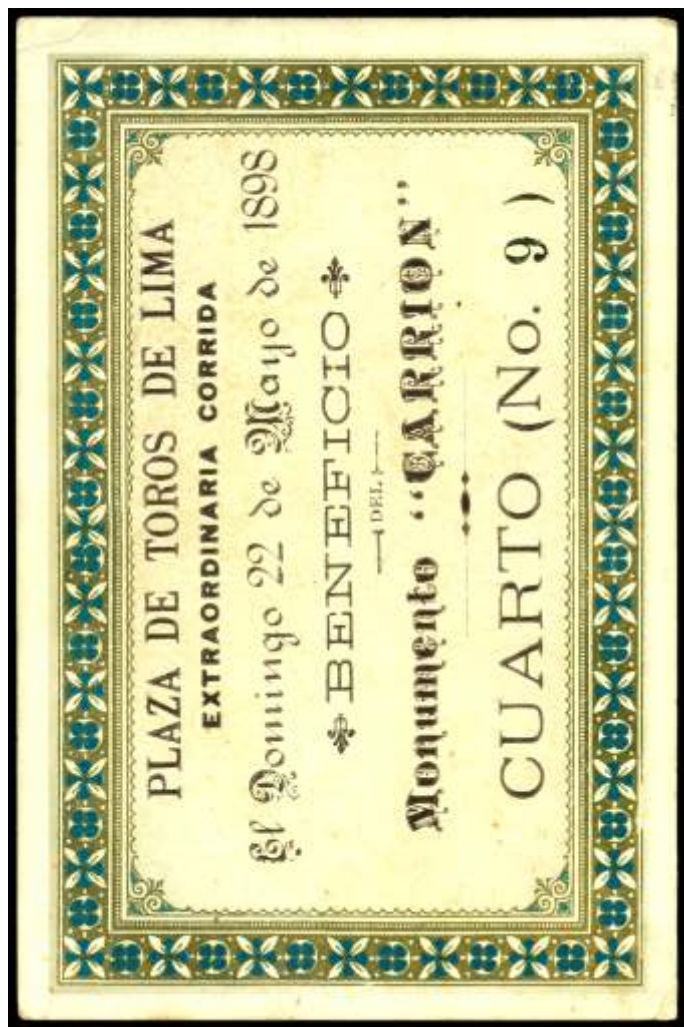 PLAZA DE TOROS DE LIMA
EXTRAORDINARIA CORRIDA
El Domingo 22 de Mayo de 1898
BENEFICIO
DEL
Monumento "CARRION"
CUARTO (No. 9)